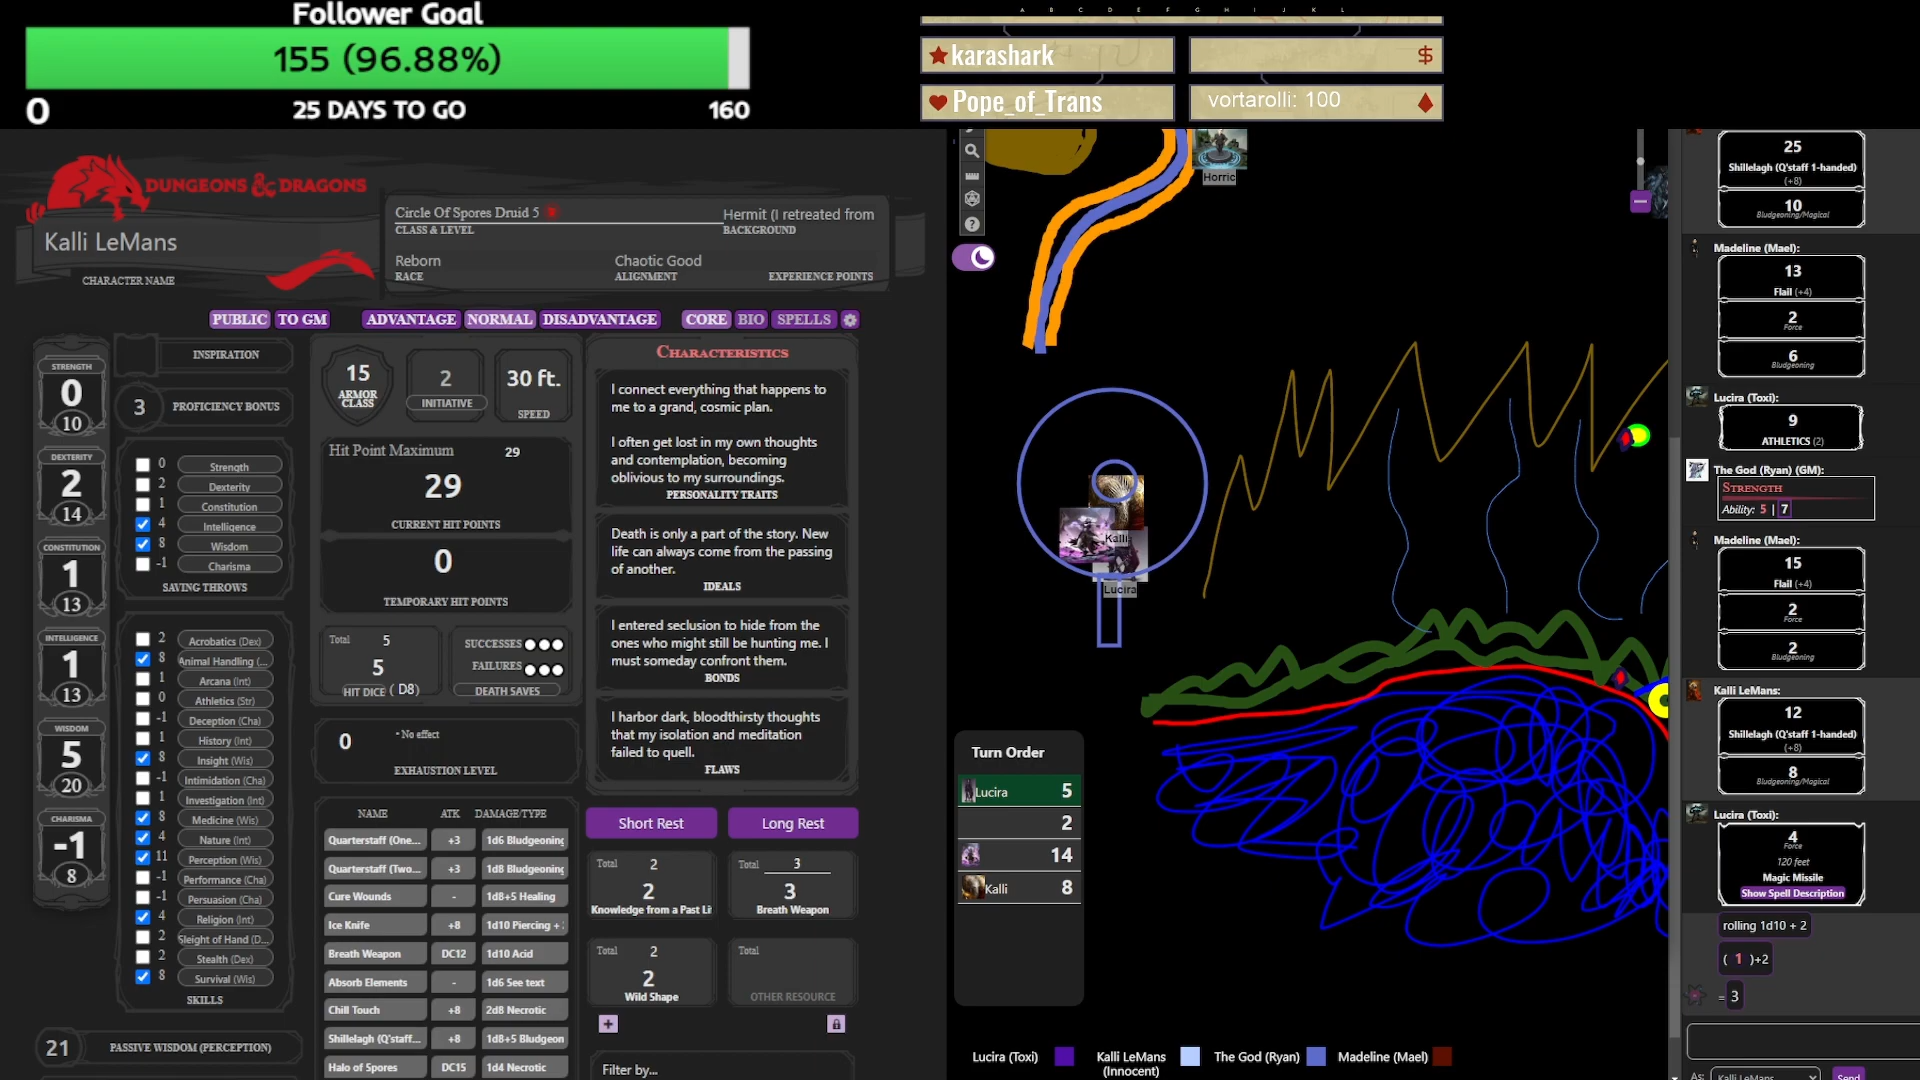 Follower Goal
155 (96.88%)
0
25 DAYS TO GO
160
A B C D E F G H I J K L
karashark
$
Pope_of_Trans
vortarolli: 100
DUNGEONS & DRAGONS
Kalli LeMans
CHARACTER NAME
Circle Of Spores Druid 5
CLASS & LEVEL
Hermit (I retreated from
BACKGROUND
Reborn
RACE
Chaotic Good
ALIGNMENT
EXPERIENCE POINTS
PUBLIC
TO GM
ADVANTAGE
NORMAL
DISADVANTAGE
CORE
BIO
SPELLS
STRENGTH
0
10
DEXTERITY
2
14
CONSTITUTION
1
13
INTELLIGENCE
1
13
WISDOM
5
20
CHARISMA
-1
8
INSPIRATION
3
PROFICIENCY BONUS
0 Strength
2 Dexterity
1 Constitution
4 Intelligence
8 Wisdom
-1 Charisma
SAVING THROWS
2 Acrobatics (Dex)
8 Animal Handling (...
1 Arcana (Int)
0 Athletics (Str)
-1 Deception (Cha)
1 History (Int)
8 Insight (Wis)
-1 Intimidation (Cha)
1 Investigation (Int)
8 Medicine (Wis)
4 Nature (Int)
11 Perception (Wis)
-1 Performance (Cha)
-1 Persuasion (Cha)
4 Religion (Int)
2 Sleight of Hand (D...
2 Stealth (Dex)
8 Survival (Wis)
SKILLS
21
PASSIVE WISDOM (PERCEPTION)
15
ARMOR
CLASS
2
INITIATIVE
30 ft.
SPEED
Hit Point Maximum
29
29
CURRENT HIT POINTS
0
TEMPORARY HIT POINTS
Total
5
5
HIT DICE ( D8)
SUCCESSES
FAILURES
DEATH SAVES
0
• No effect
EXHAUSTION LEVEL
NAME ATK DAMAGE/TYPE
Quarterstaff (One... +3 1d6 Bludgeoning
Quarterstaff (Two... +3 1d8 Bludgeoning
Cure Wounds - 1d8+5 Healing
Ice Knife +8 1d10 Piercing +
Breath Weapon DC12 1d10 Acid
Absorb Elements - 1d6 See text
Chill Touch +8 2d8 Necrotic
Shillelagh (Q'staff... +8 1d8+5 Bludgeon
Halo of Spores DC15 1d4 Necrotic
CHARACTERISTICS
I connect everything that happens to
me to a grand, cosmic plan.
I often get lost in my own thoughts
and contemplation, becoming
oblivious to my surroundings.
PERSONALITY TRAITS
Death is only a part of the story. New
life can always come from the passing
of another.
IDEALS
I entered seclusion to hide from the
ones who might still be hunting me. I
must someday confront them.
BONDS
I harbor dark, bloodthirsty thoughts
that my isolation and meditation
failed to quell.
FLAWS
Short Rest
Long Rest
Total
2
2
Knowledge from a Past Li
Total
3
3
Breath Weapon
Total
2
2
Wild Shape
Total
OTHER RESOURCE
+
Filter by...
?
Horric
Kalli
Lucira
Turn Order
Lucira 5
2
14
Kalli 8
Lucira (Toxi)
Kalli LeMans
(Innocent)
The God (Ryan)
Madeline (Mael)
25
Shillelagh (Q'staff 1-handed)
(+8)
10
Bludgeoning/Magical
Madeline (Mael):
13
Flail (+4)
2
Force
6
Bludgeoning
Lucira (Toxi):
9
ATHLETICS (2)
The God (Ryan) (GM):
STRENGTH
Ability: 5 | 7
Madeline (Mael):
15
Flail (+4)
2
Force
2
Bludgeoning
Kalli LeMans:
12
Shillelagh (Q'staff 1-handed)
(+8)
8
Bludgeoning/Magical
Lucira (Toxi):
4
Force
120 feet
Magic Missile
Show Spell Description
rolling 1d10 + 2
( 1 )+2
= 3
As: Kalli LeMans
Send